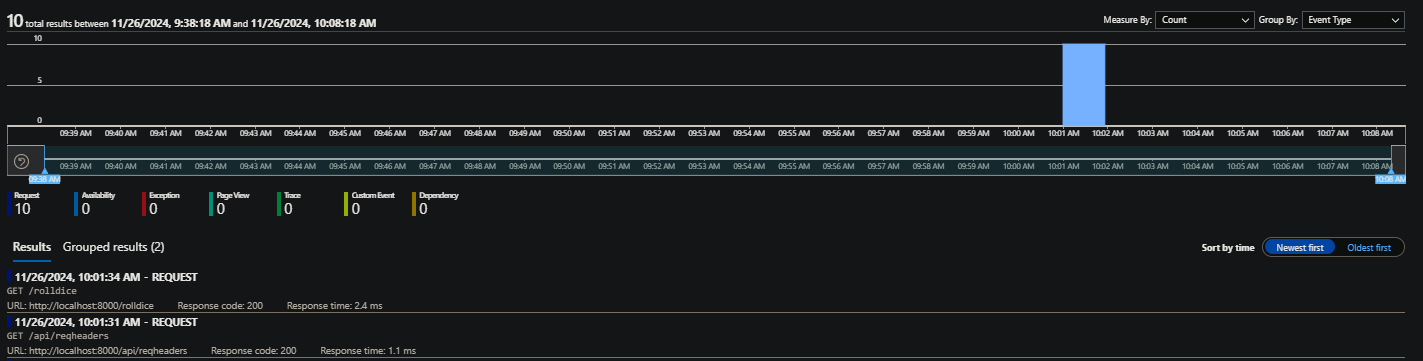 10 total results between 11/26/2024, 9:38:18 AM and 11/26/2024, 10:08:18 AM Measure By: Count Group By: Event Type
10
5
0
09:39 AM 09:40 AM 09:41 AM 09:42 AM 09:43 AM 09:44 AM 09:45 AM 09:46 AM 09:47 AM 09:48 AM 09:49 AM 09:50 AM 09:51 AM 09:52 AM 09:53 AM 09:54 AM 09:55 AM 09:56 AM 09:57 AM 09:58 AM 09:59 AM 10:00 AM 10:01 AM 10:02 AM 10:03 AM 10:04 AM 10:05 AM 10:06 AM 10:07 AM 10:08 AM
09:39 AM 09:40 AM 09:41 AM 09:42 AM 09:43 AM 09:44 AM 09:45 AM 09:46 AM 09:47 AM 09:48 AM 09:49 AM 09:50 AM 09:51 AM 09:52 AM 09:53 AM 09:54 AM 09:55 AM 09:56 AM 09:57 AM 09:58 AM 09:59 AM 10:00 AM 10:01 AM 10:02 AM 10:03 AM 10:04 AM 10:05 AM 10:06 AM 10:07 AM 10:08 AM
09:38 AM 10:08 AM
Request Availability Exception Page View Trace Custom Event Dependency
10 0 0 0 0 0 0
Results Grouped results (2) Sort by time Newest first Oldest first
11/26/2024, 10:01:34 AM - REQUEST
GET /rolldice
URL: http://localhost:8000/rolldice Response code: 200 Response time: 2.4 ms
11/26/2024, 10:01:31 AM - REQUEST
GET /api/reqheaders
URL: http://localhost:8000/api/reqheaders Response code: 200 Response time: 1.1 ms